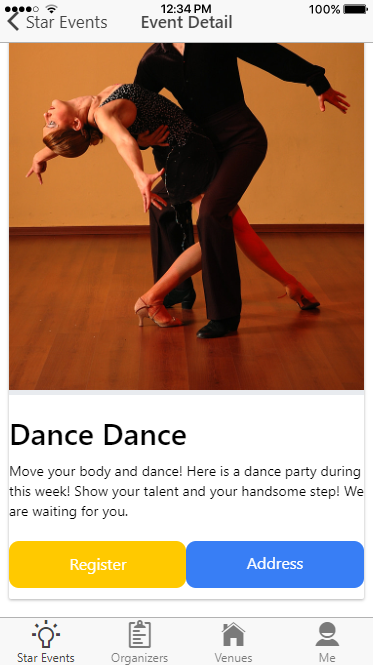 12:34 PM 100%
Star Events Event Detail
Dance Dance
Move your body and dance! Here is a dance party during
this week! Show your talent and your handsome step! We
are waiting for you.
Register Address
Star Events Organizers Venues Me